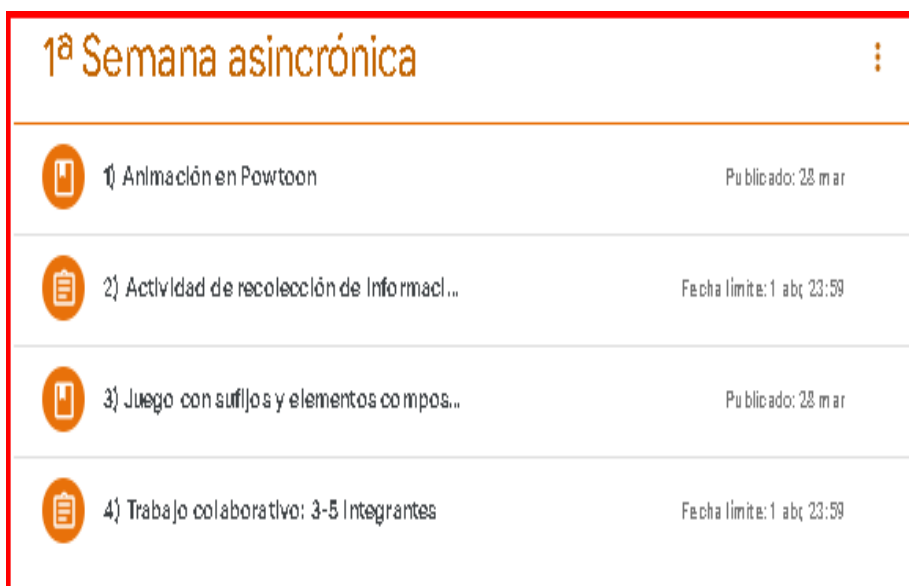 1ª Semana asincrónica
1) Animación en Powtoon
Publicado: 28 mar
2) Actividad de recolección de informaci...
Fecha límite: 1 abr, 23:59
3) Juego con sufijos y elementos compos...
Publicado: 28 mar
4) Trabajo colaborativo: 3-5 integrantes
Fecha límite: 1 abr, 23:59